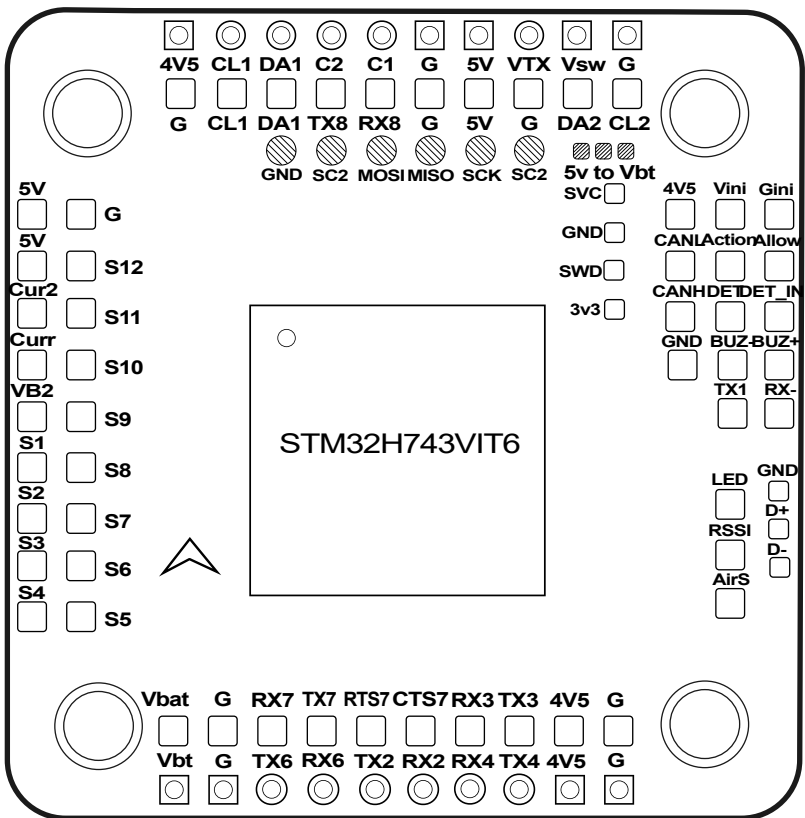 4V5 CL1 DA1 C2 C1 G 5V VTX Vsw G
G CL1 DA1 TX8 RX8 G 5V G DA2 CL2
GND SC2 MOSI MISO SCK SC2 5v to Vbt
5V
G
5V
S12
Cur2
S11
Curr
S10
VB2
S9
S1
S8
S2
S7
S3
S6
S4
S5
SVC
GND
SWD
3v3
4V5 Vini Gini
CANL Action Allow
CANH DET DET_IN
GND BUZ- BUZ+
TX1 RX-
STM32H743VIT6
LED
GND
D+
RSSI
D-
AirS
Vbat G RX7 TX7 RTS7 CTS7 RX3 TX3 4V5 G
Vbt G TX6 RX6 TX2 RX2 RX4 TX4 4V5 G